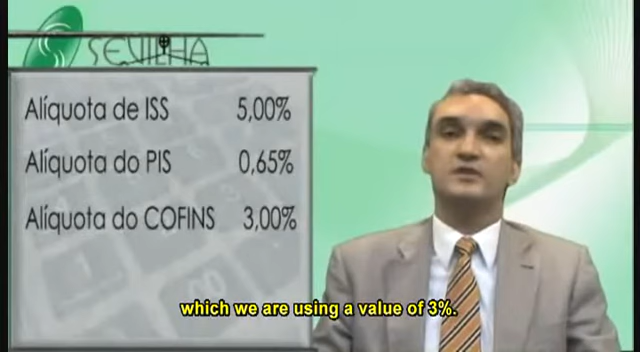 SEVILHA
Alíquota de ISS 5,00%
Alíquota do PIS 0,65%
Alíquota do COFINS 3,00%
which we are using a value of 3%.